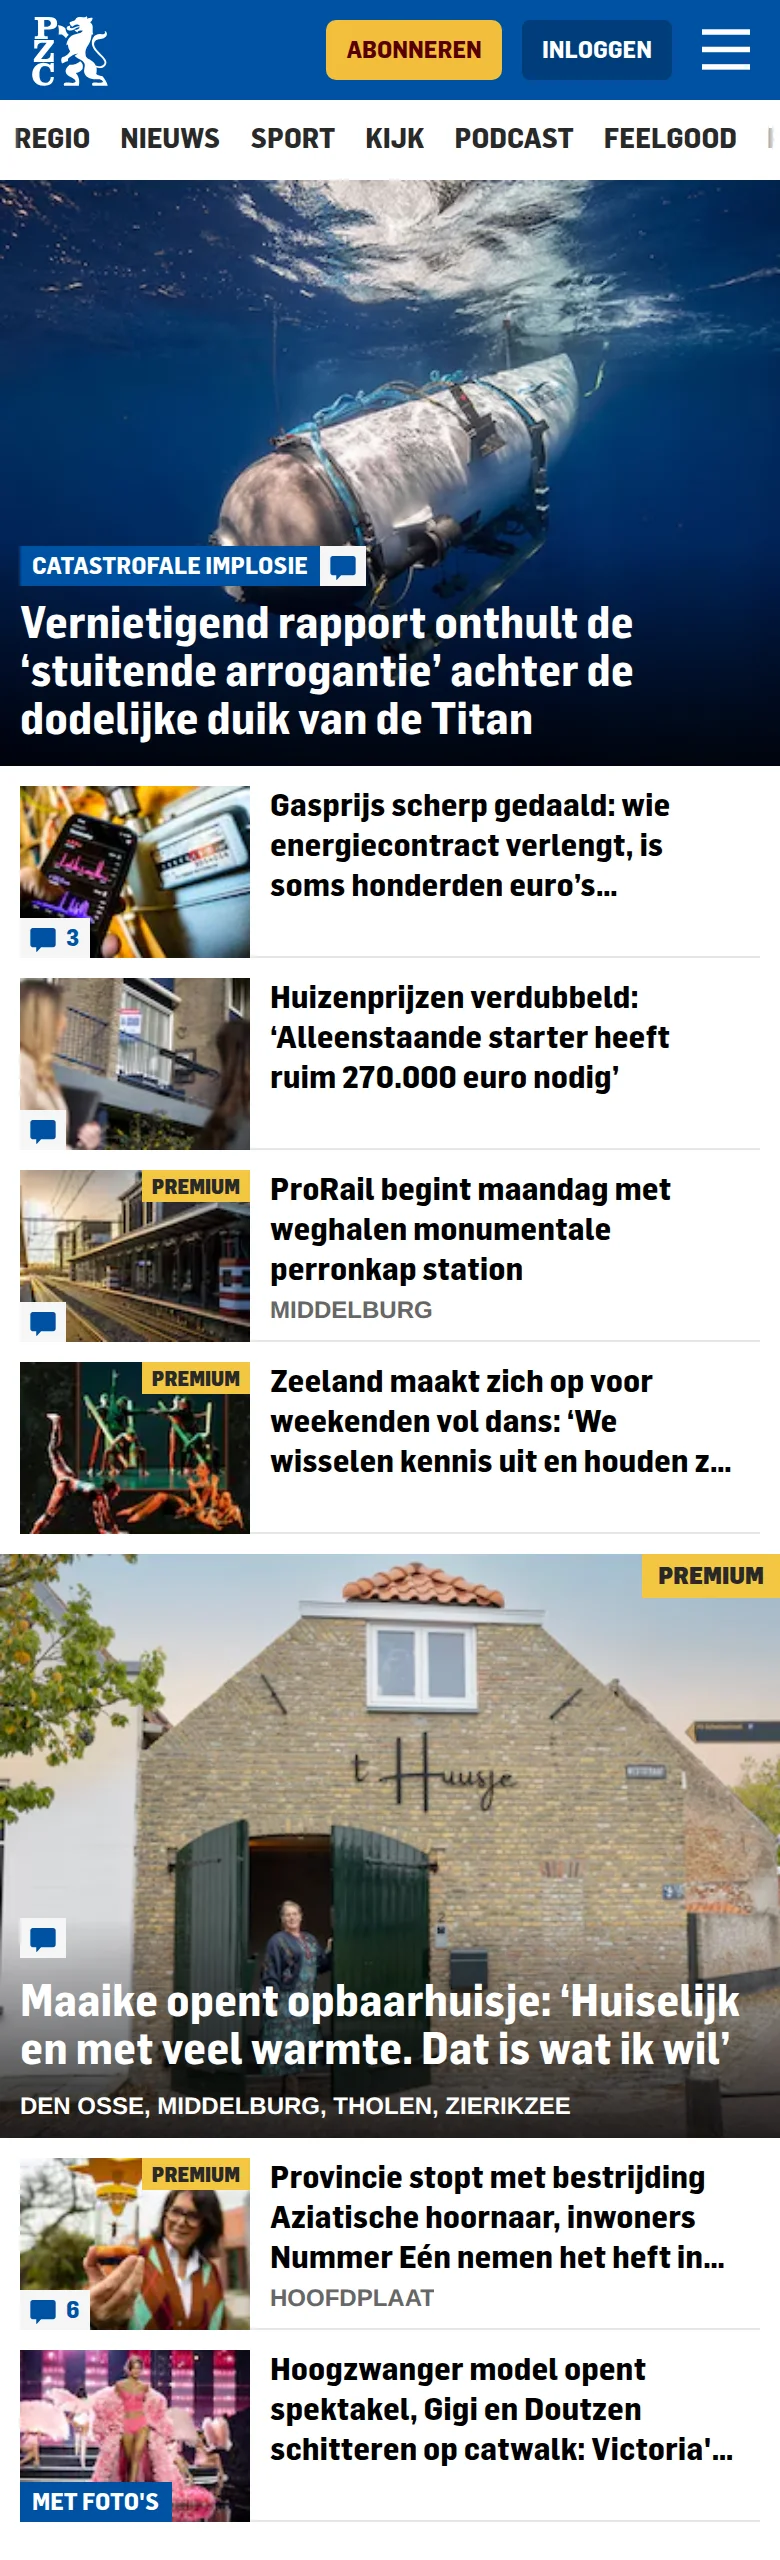 PZC
ABONNEREN
INLOGGEN
REGIO NIEUWS SPORT KIJK PODCAST FEELGOOD
CATASTROFALE IMPLOSIE
Vernietigend rapport onthult de
‘stuitende arrogantie’ achter de
dodelijke duik van de Titan
Gasprijs scherp gedaald: wie
energiecontract verlengt, is
soms honderden euro’s...
3
Huizenprijzen verdubbeld:
‘Alleenstaande starter heeft
ruim 270.000 euro nodig’
PREMIUM
ProRail begint maandag met
weghalen monumentale
perronkap station
MIDDELBURG
PREMIUM
Zeeland maakt zich op voor
weekenden vol dans: ‘We
wisselen kennis uit en houden z...
PREMIUM
't Huusje
Maaike opent opbaarhuisje: ‘Huiselijk
en met veel warmte. Dat is wat ik wil’
DEN OSSE, MIDDELBURG, THOLEN, ZIERIKZEE
PREMIUM
Provincie stopt met bestrijding
Aziatische hoornaar, inwoners
Nummer Eén nemen het heft in...
HOOFDPLAAT
6
Hoogzwanger model opent
spektakel, Gigi en Doutzen
schitteren op catwalk: Victoria'...
MET FOTO'S